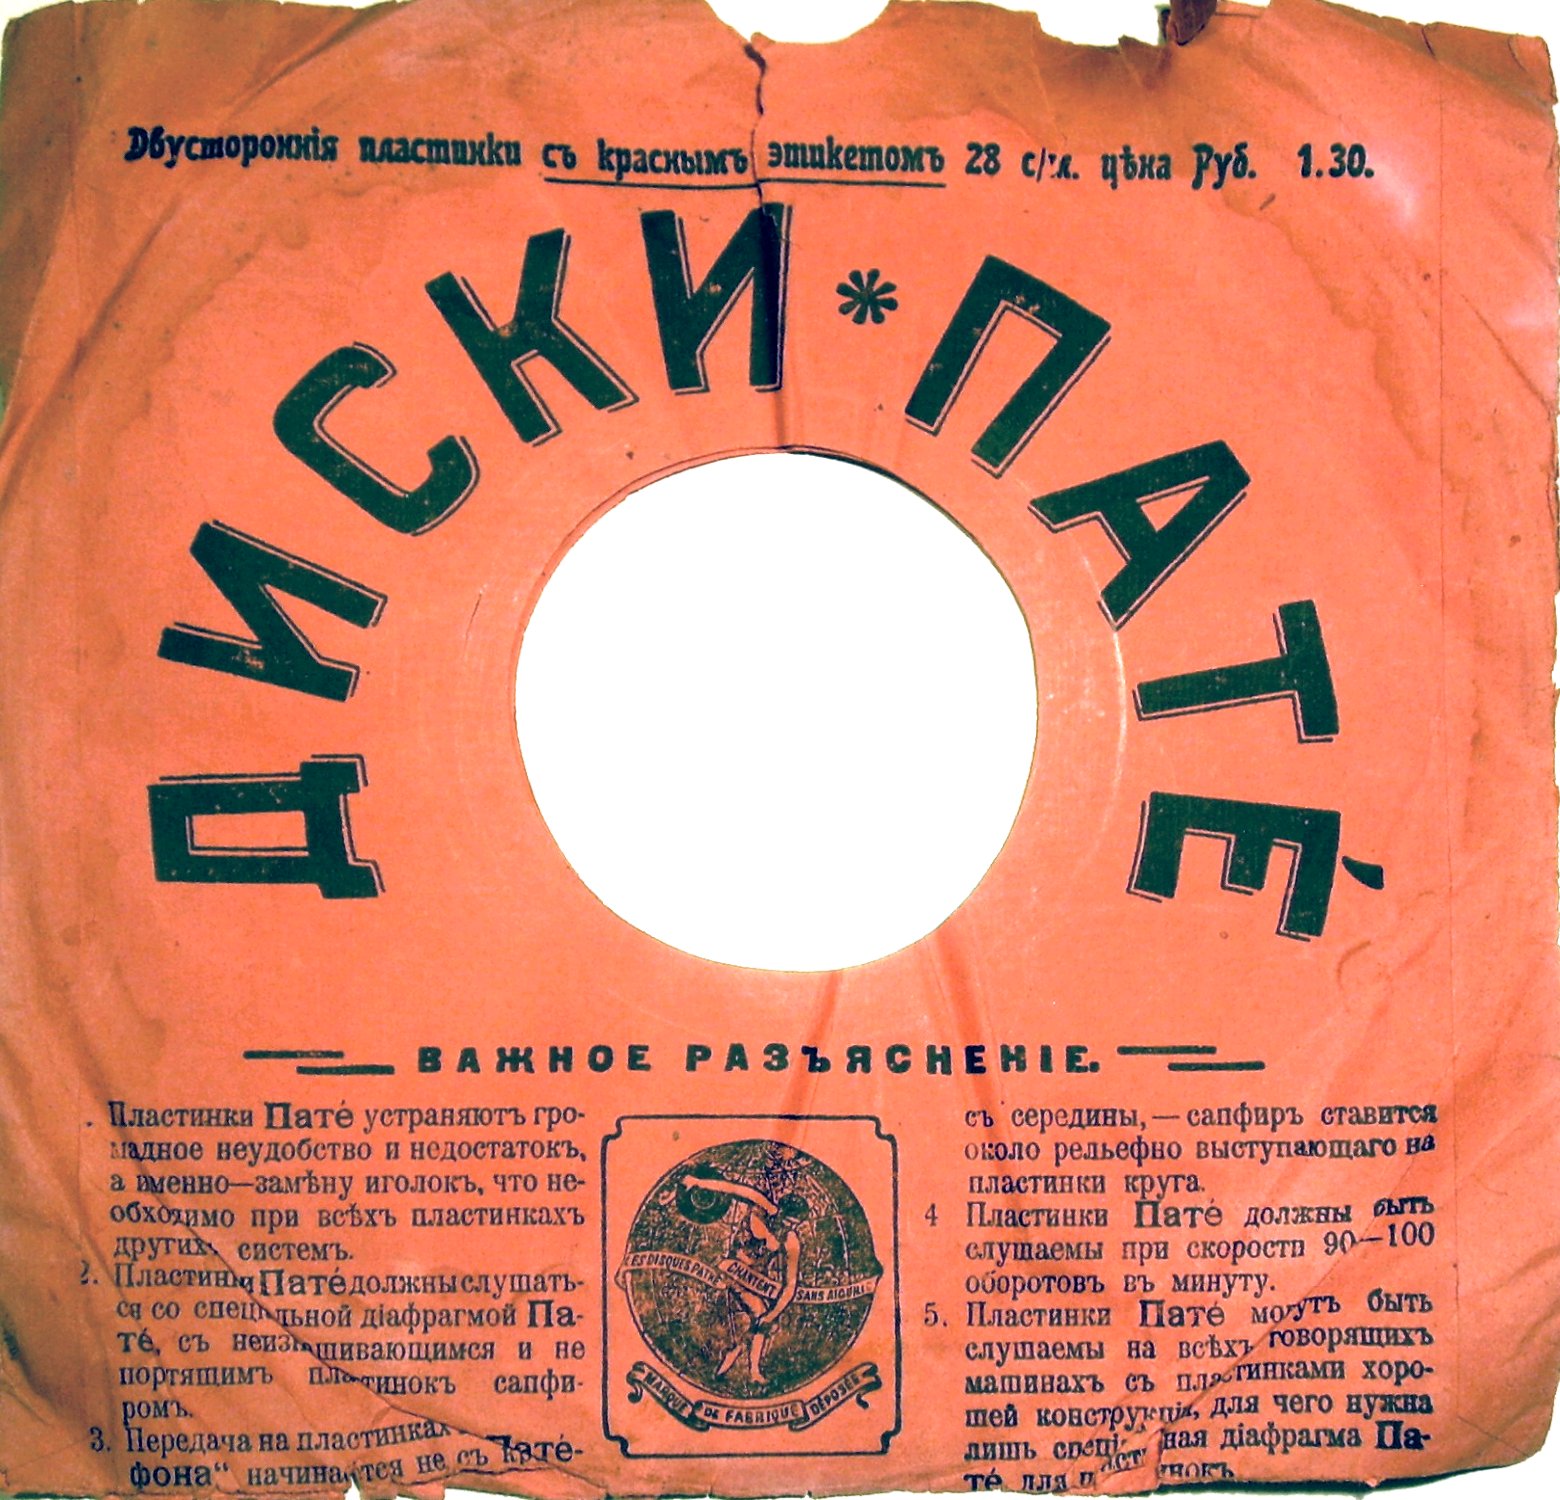 Двустороннія пластинки съ краснымъ этикетомъ 28 с/м. цѣна Руб. 1.30.
ДИСКИ * ПАТЕ́
ВАЖНОЕ РАЗЪЯСНЕНІЕ.
. Пластинки Пате́ устраняютъ гро-
мадное неудобство и недостатокъ,
а именно—замѣну иголокъ, что не-
обходимо при всѣхъ пластинкахъ
другихъ системъ.
2. Пластинки Пате́ должны слушать-
ся со спеціальной діафрагмой Па-
те́, съ неизнашивающимся и не
портящимъ пластинокъ сапфи-
ромъ.
3. Передача на пластинкахъ
фона“ начинается не съ
LES DISQUES PATHÉ CHANTENT SANS AIGUILLE
MARQUE DE FABRIQUE DÉPOSÉE
съ середины,—сапфиръ ставится
около рельефно выступающаго на
пластинки круга.
4 Пластинки Пате́ должны быть
слушаемы при скорости 90—100
оборотовъ въ минуту.
5. Пластинки Пате́ могутъ быть
слушаемы на всѣхъ говорящихъ
машинахъ съ пластинками хоро-
шей конструкціи, для чего нужна
лишь спеціальная діафрагма Па-
те́ для пластинокъ